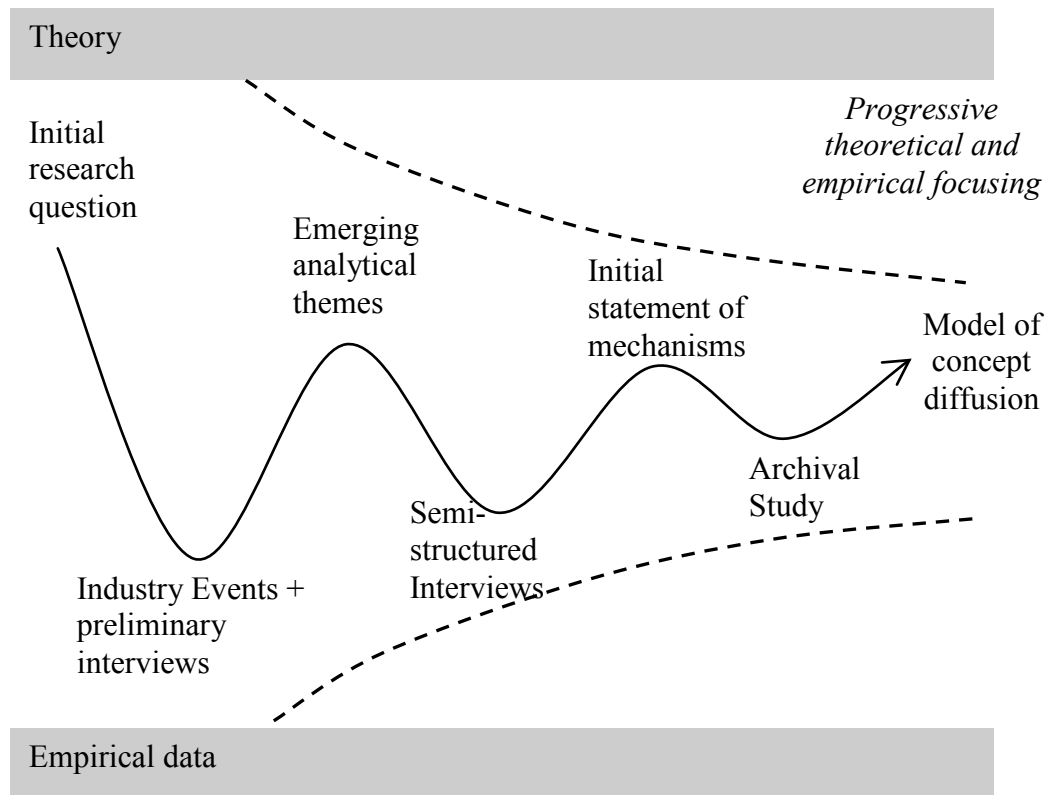 Theory
Progressive
theoretical and
empirical focusing
Initial
research
question
Emerging
analytical
themes
Initial
statement of
mechanisms
Model of
concept
diffusion
Archival
Study
Semi-
structured
Interviews
Industry Events +
preliminary
interviews
Empirical data